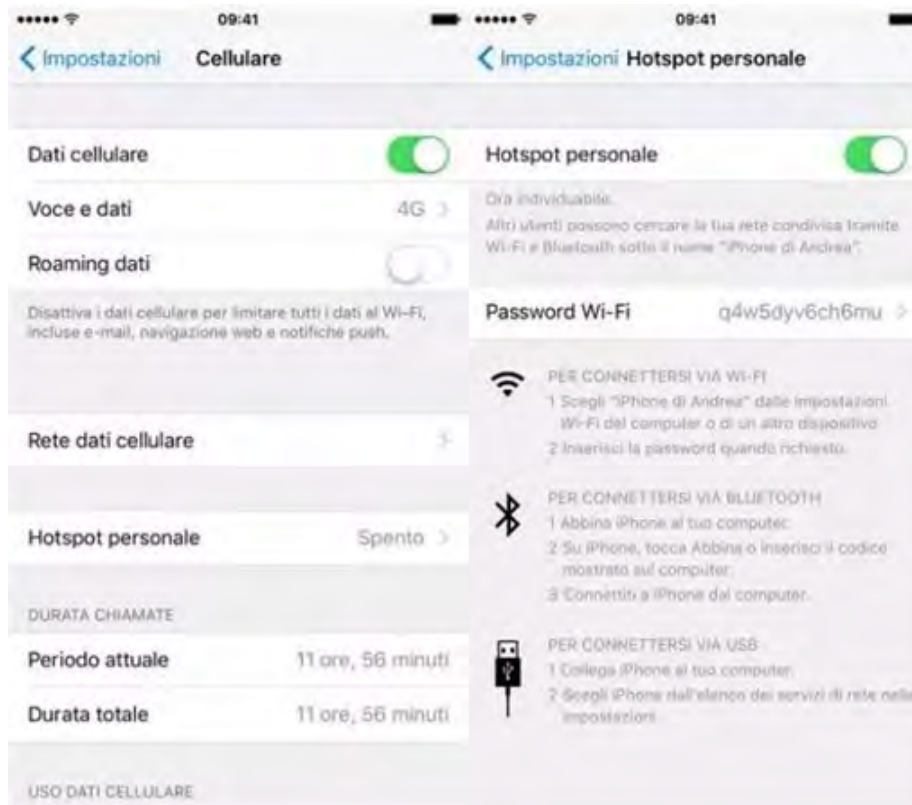 09:41
Impostazioni Cellulare
Dati cellulare
Voce e dati 4G
Roaming dati
Disattiva i dati cellulare per limitare tutti i dati al Wi-Fi,
incluse e-mail, navigazione web e notifiche push.
Rete dati cellulare
Hotspot personale Spento
DURATA CHIAMATE
Periodo attuale 11 ore, 56 minuti
Durata totale 11 ore, 56 minuti
USO DATI CELLULARE
09:41
Impostazioni Hotspot personale
Hotspot personale
Ora individuabile.
Altri utenti possono cercare la tua rete condivisa tramite
Wi-Fi e Bluetooth sotto il nome "iPhone di Andrea".
Password Wi-Fi q4w5dyv6ch6mu
PER CONNETTERSI VIA WI-FI
1 Scegli "iPhone di Andrea" dalle impostazioni
Wi-Fi del computer o di un altro dispositivo
2 Inserisci la password quando richiesto.
PER CONNETTERSI VIA BLUETOOTH
1 Abbina iPhone al tuo computer.
2 Su iPhone, tocca Abbina o inserisci il codice
mostrato sul computer.
3 Connettiti a iPhone dal computer.
PER CONNETTERSI VIA USB
1 Collega iPhone al tuo computer.
2 Scegli iPhone dall'elenco dei servizi di rete nelle
impostazioni.